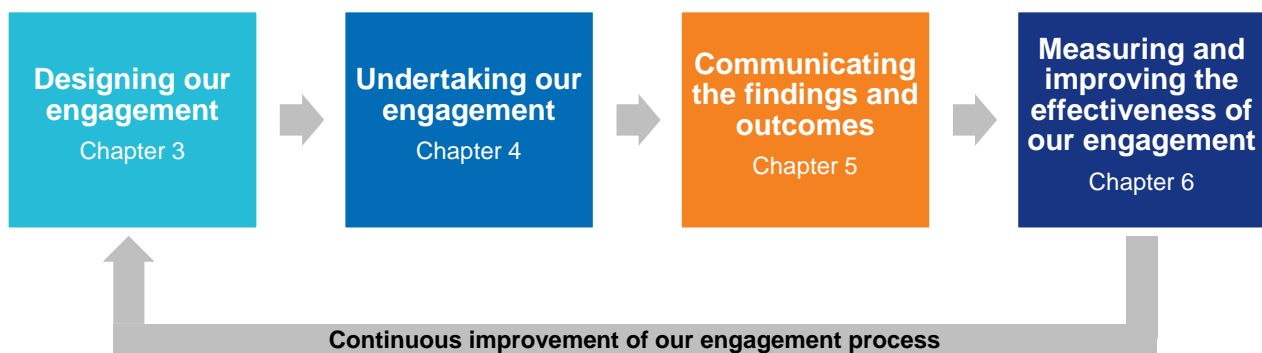 Designing our
engagement
Chapter 3
Undertaking our
engagement
Chapter 4
Communicating
the findings and
outcomes
Chapter 5
Measuring and
improving the
effectiveness of
our engagement
Chapter 6
Continuous improvement of our engagement process